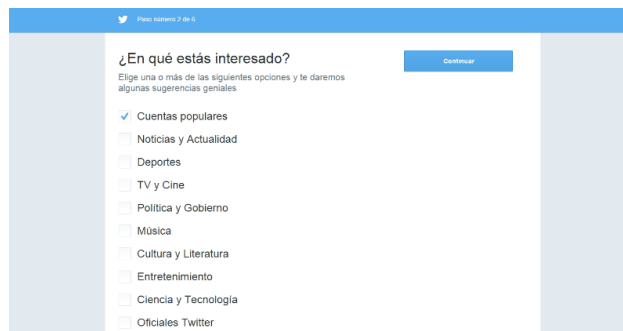 Paso número 2 de 6
¿En qué estás interesado?
Continuar
Elige una o más de las siguientes opciones y te daremos
algunas sugerencias geniales
Cuentas populares
Noticias y Actualidad
Deportes
TV y Cine
Política y Gobierno
Música
Cultura y Literatura
Entretenimiento
Ciencia y Tecnología
Oficiales Twitter